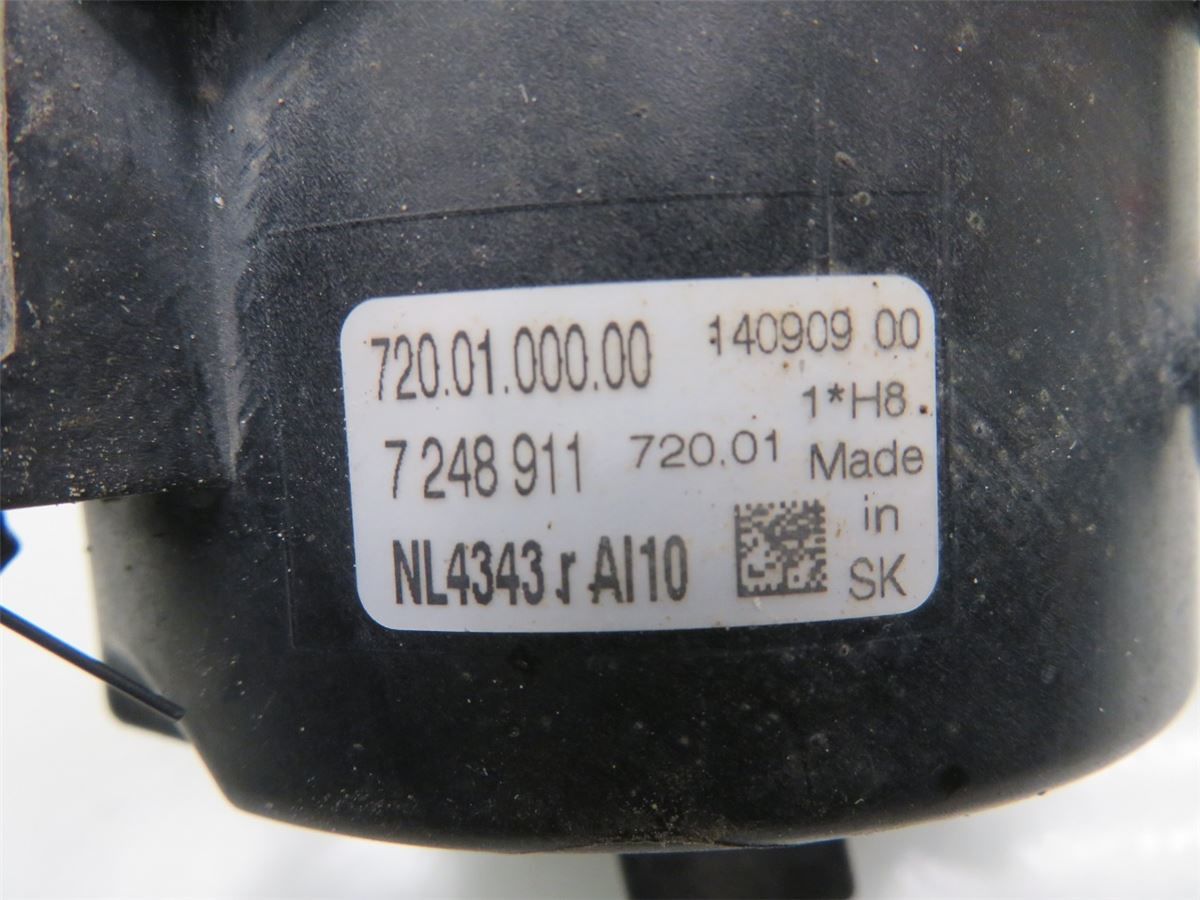 720.01.000.00 140909 00
1*H8
7 248 911 720.01 Made
in
NL4343 r AI10 SK